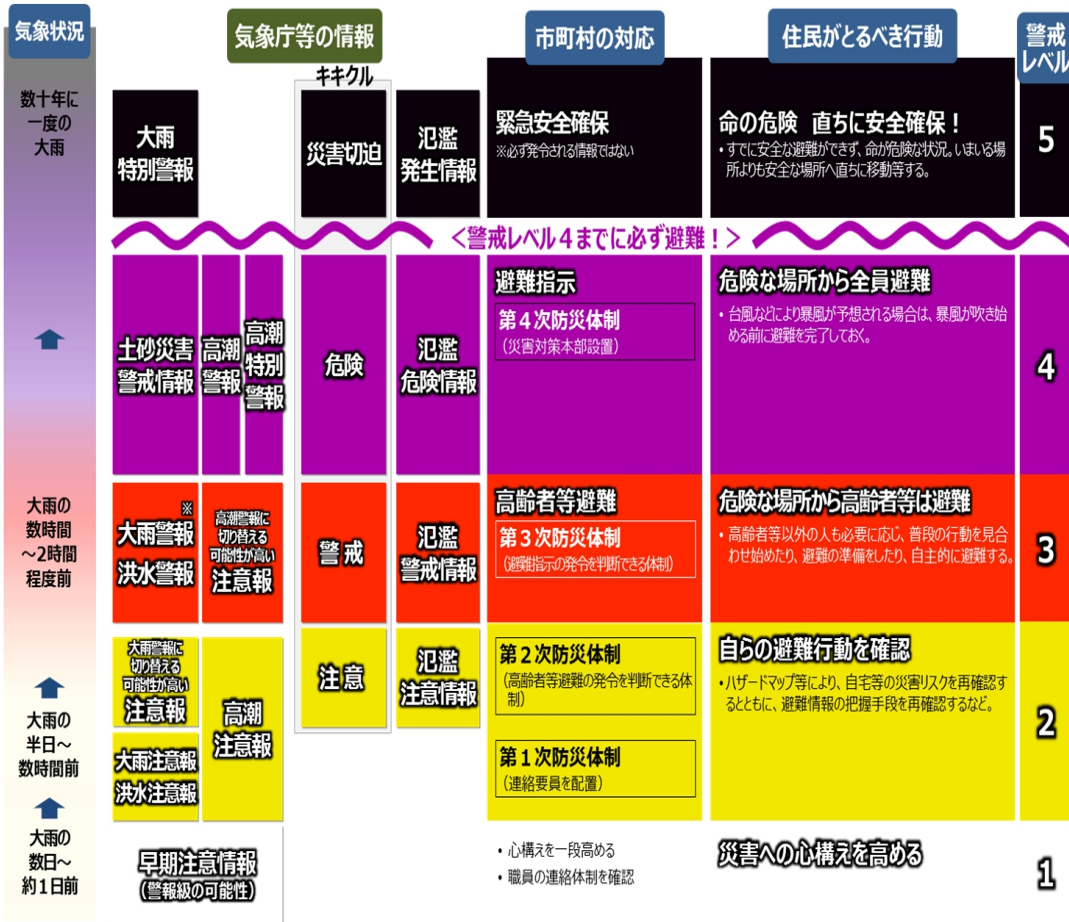 気象状況
気象庁等の情報
市町村の対応
住民がとるべき行動
警戒
レベル
キキクル
数十年に
一度の
大雨
大雨
特別警報
災害切迫
氾濫
発生情報
緊急安全確保
※必ず発令される情報ではない
命の危険 直ちに安全確保！
・すでに安全な避難ができず、命が危険な状況。いまいる場
所よりも安全な場所へ直ちに移動等する。
5
＜警戒レベル４までに必ず避難！＞
土砂災害
警戒情報
高潮
警報
高潮
特別
警報
危険
氾濫
危険情報
避難指示
第４次防災体制
（災害対策本部設置）
危険な場所から全員避難
・台風などにより暴風が予想される場合は、暴風が吹き始
める前に避難を完了しておく。
4
大雨の
数時間
～2時間
程度前
※
大雨警報
洪水警報
高潮警報に
切り替える
可能性が高い
注意報
警戒
氾濫
警戒情報
高齢者等避難
第３次防災体制
（避難指示の発令を判断できる体制）
危険な場所から高齢者等は避難
・高齢者等以外の人も必要に応じ、普段の行動を見合
わせ始めたり、避難の準備をしたり、自主的に避難する。
3
大雨の
半日～
数時間前
大雨警報に
切り替える
可能性が高い
注意報
大雨注意報
洪水注意報
高潮
注意報
注意
氾濫
注意情報
第２次防災体制
（高齢者等避難の発令を判断できる体
制）
第１次防災体制
（連絡要員を配置）
自らの避難行動を確認
・ハザードマップ等により、自宅等の災害リスクを再確認す
るとともに、避難情報の把握手段を再確認するなど。
2
大雨の
数日～
約1日前
早期注意情報
（警報級の可能性）
・心構えを一段高める
・職員の連絡体制を確認
災害への心構えを高める
1